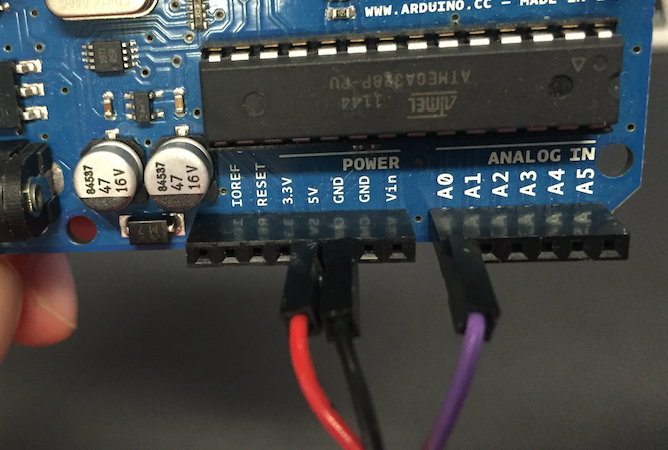 WWW.ARDUINO.CC - MADE IN
ATMEL 1144
ATMEGA328P-PU
84537
47
16V
84537
47
16V
POWER
IOREF
RESET
3.3V
5V
GND
GND
Vin
ANALOG IN
A0
A1
A2
A3
A4
A5